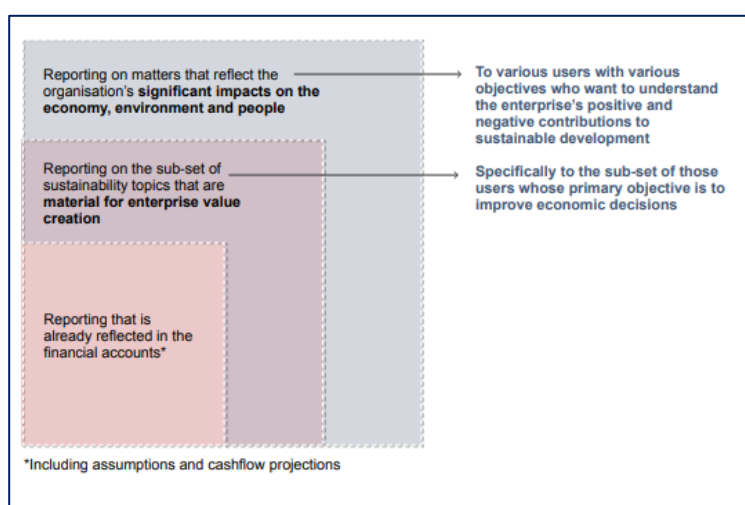 Reporting on matters that reflect the
organisation's significant impacts on the
economy, environment and people
To various users with various
objectives who want to understand
the enterprise's positive and
negative contributions to
sustainable development
Reporting on the sub-set of
sustainability topics that are
material for enterprise value
creation
Specifically to the sub-set of those
users whose primary objective is to
improve economic decisions
Reporting that is
already reflected in the
financial accounts*
*Including assumptions and cashflow projections